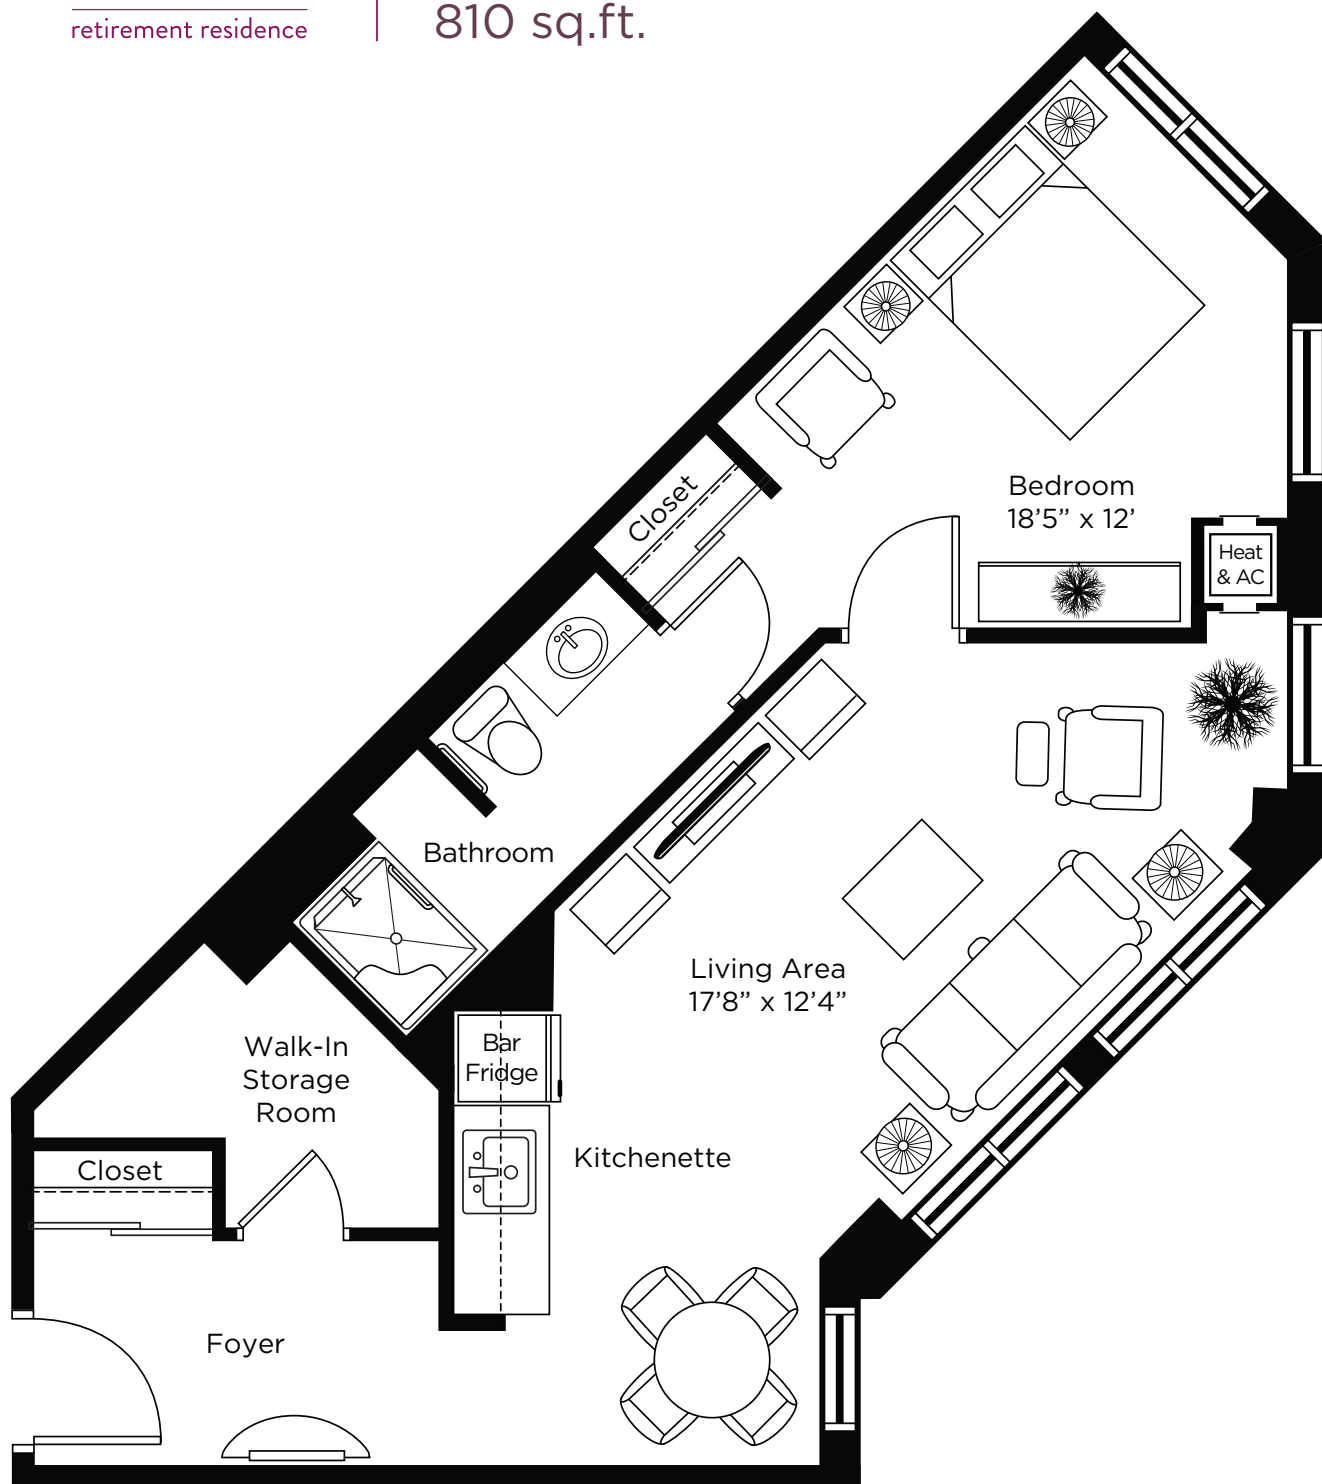 retirement residence
810 sq.ft.
Closet
Bedroom
18’5” x 12’
Heat
& AC
Bathroom
Living Area
17’8” x 12’4”
Walk-In
Storage
Room
Bar
Fridge
Kitchenette
Closet
Foyer